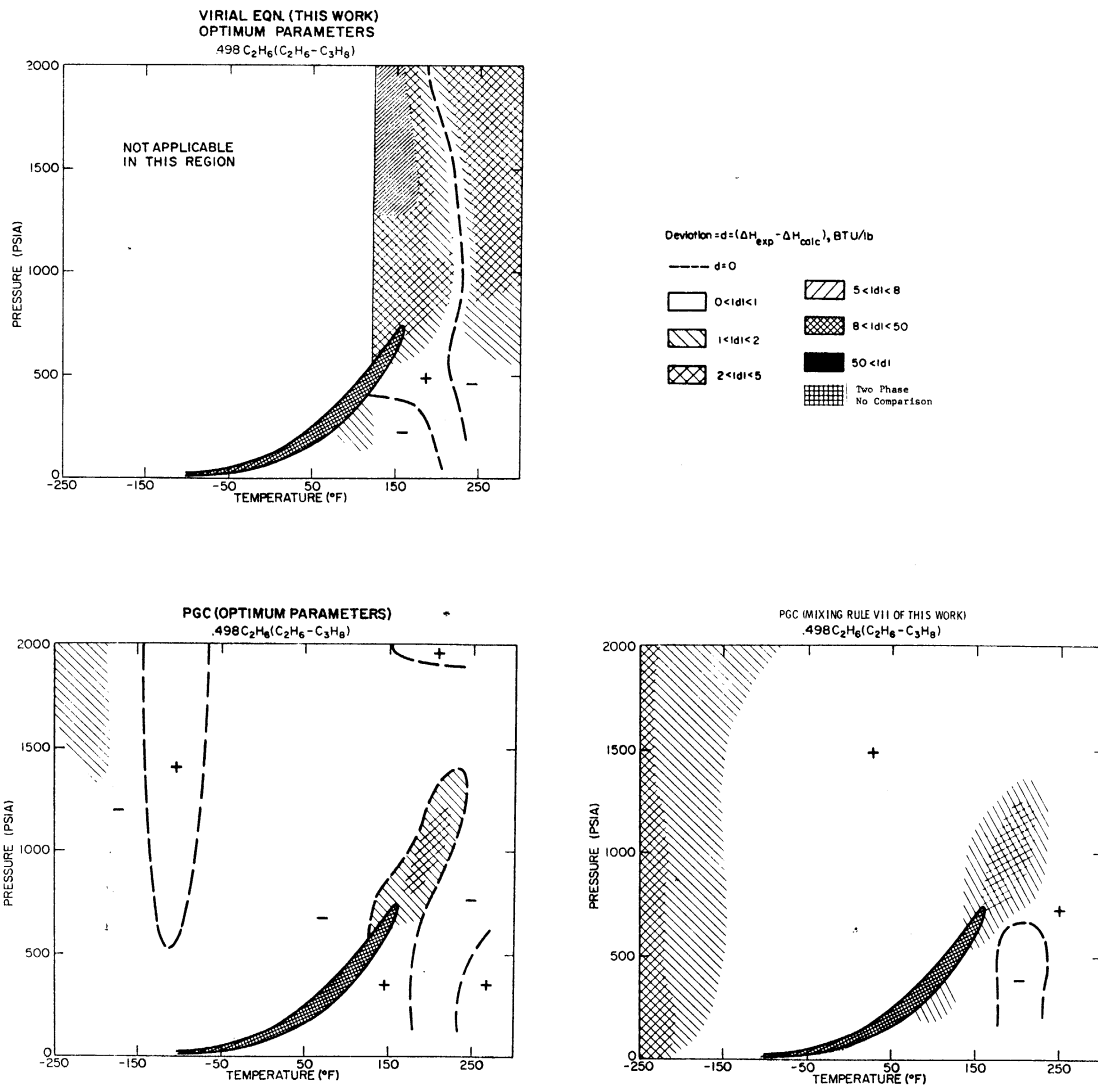 VIRIAL EQN. (THIS WORK)
OPTIMUM PARAMETERS
.498 C₂H₆(C₂H₆-C₃H₈)
2000
1500
1000
500
0
PRESSURE (PSIA)
NOT APPLICABLE
IN THIS REGION
+
-
-
-250 -150 -50 50 150 250
TEMPERATURE (°F)
Deviation=d=(ΔH_exp-ΔH_calc), BTU/lb
d=0
0<|d|<1
1<|d|<2
2<|d|<5
5<|d|<8
8<|d|<50
50<|d|
Two Phase
No Comparison
PGC (OPTIMUM PARAMETERS)
.498C₂H₆(C₂H₆-C₃H₈)
2000
1500
1000
500
0
PRESSURE (PSIA)
+
+
-
-
-
+
+
-250 -150 -50 50 150 250
TEMPERATURE (°F)
PGC (MIXING RULE VII OF THIS WORK)
.498C₂H₆(C₂H₆-C₃H₈)
2000
1500
1000
500
0
PRESSURE (PSIA)
+
+
-
-250 -150 -50 50 150 250
TEMPERATURE (°F)